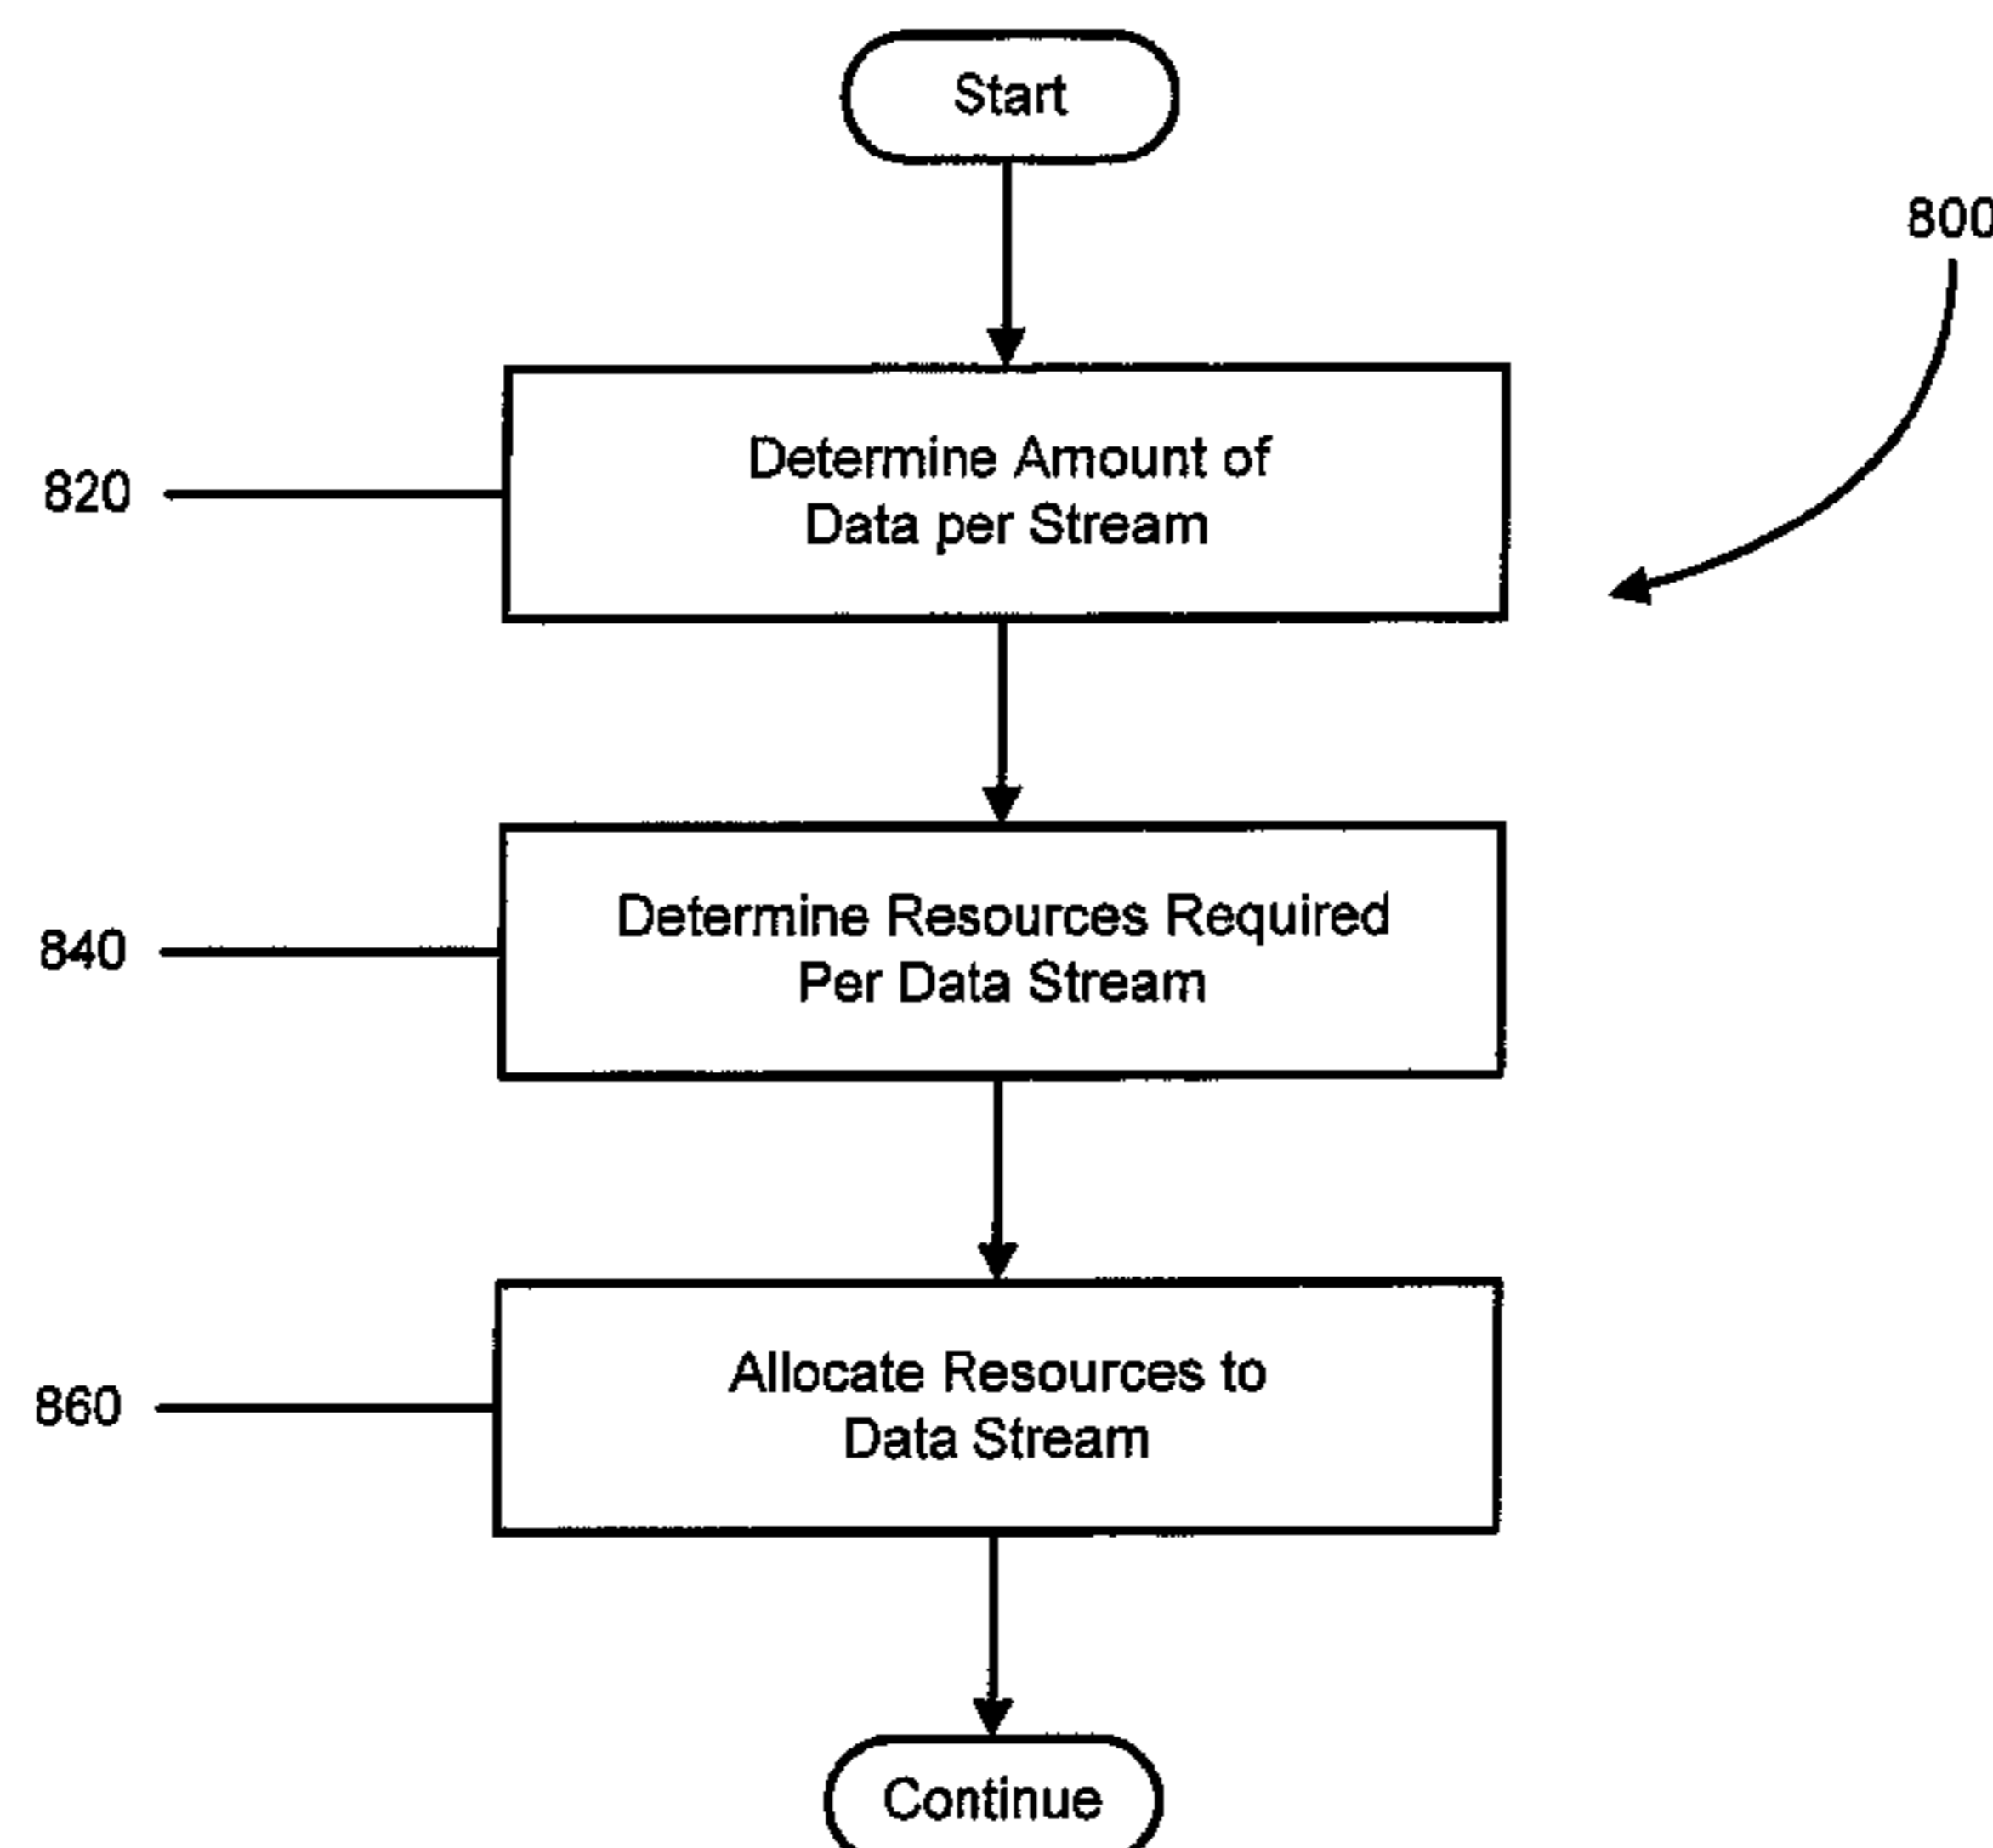 Start
800
820
Determine Amount of
Data per Stream
840
Determine Resources Required
Per Data Stream
860
Allocate Resources to
Data Stream
Continue